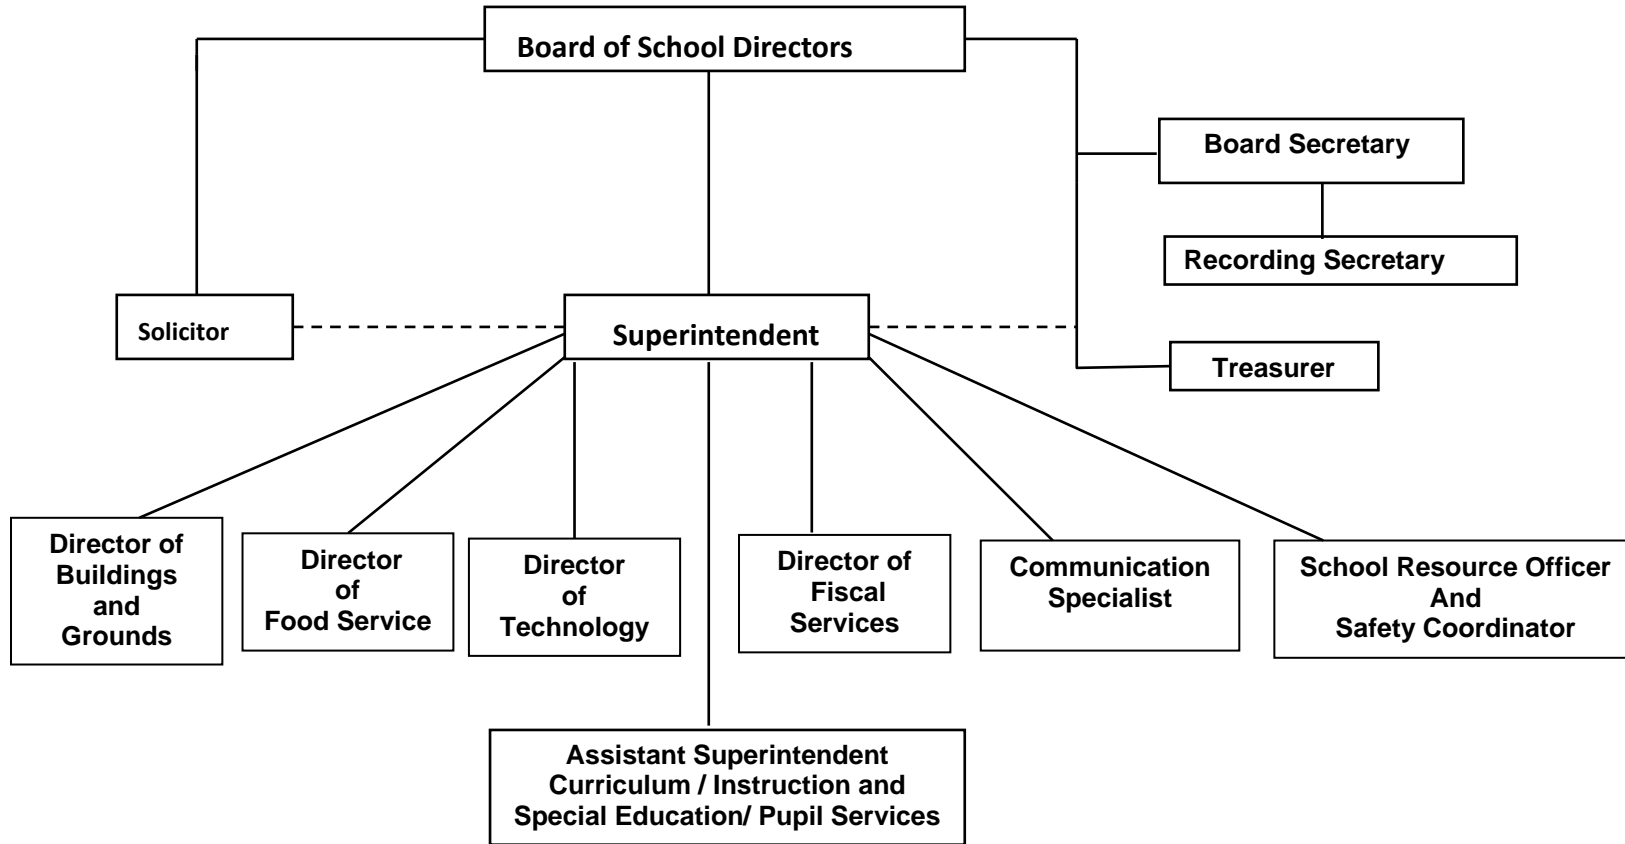 Board of School Directors
Board Secretary
Recording Secretary
Solicitor
Superintendent
Treasurer
Director of
Buildings
and
Grounds
Director
of
Food Service
Director
of
Technology
Director of
Fiscal
Services
Communication
Specialist
School Resource Officer
And
Safety Coordinator
Assistant Superintendent
Curriculum / Instruction and
Special Education/ Pupil Services